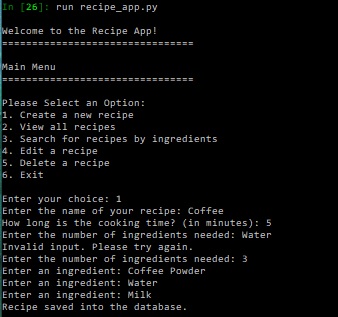 In [26]: run recipe_app.py
Welcome to the Recipe App!
================================
Main Menu
================================
Please Select an Option:
1. Create a new recipe
2. View all recipes
3. Search for recipes by ingredients
4. Edit a recipe
5. Delete a recipe
6. Exit
Enter your choice: 1
Enter the name of your recipe: Coffee
How long is the cooking time? (in minutes): 5
Enter the number of ingredients needed: Water
Invalid input. Please try again.
Enter the number of ingredients needed: 3
Enter an ingredient: Coffee Powder
Enter an ingredient: Water
Enter an ingredient: Milk
Recipe saved into the database.